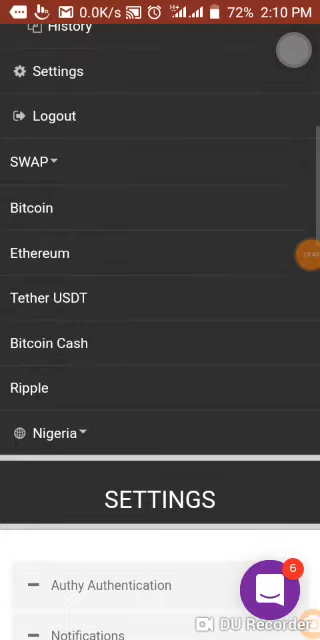 0.0K/s 72% 2:10 PM
History
Settings
Logout
SWAP
Bitcoin
Ethereum
Tether USDT
Bitcoin Cash
Ripple
Nigeria
SETTINGS
6
Authy Authentication
DU Recorder
Notifications